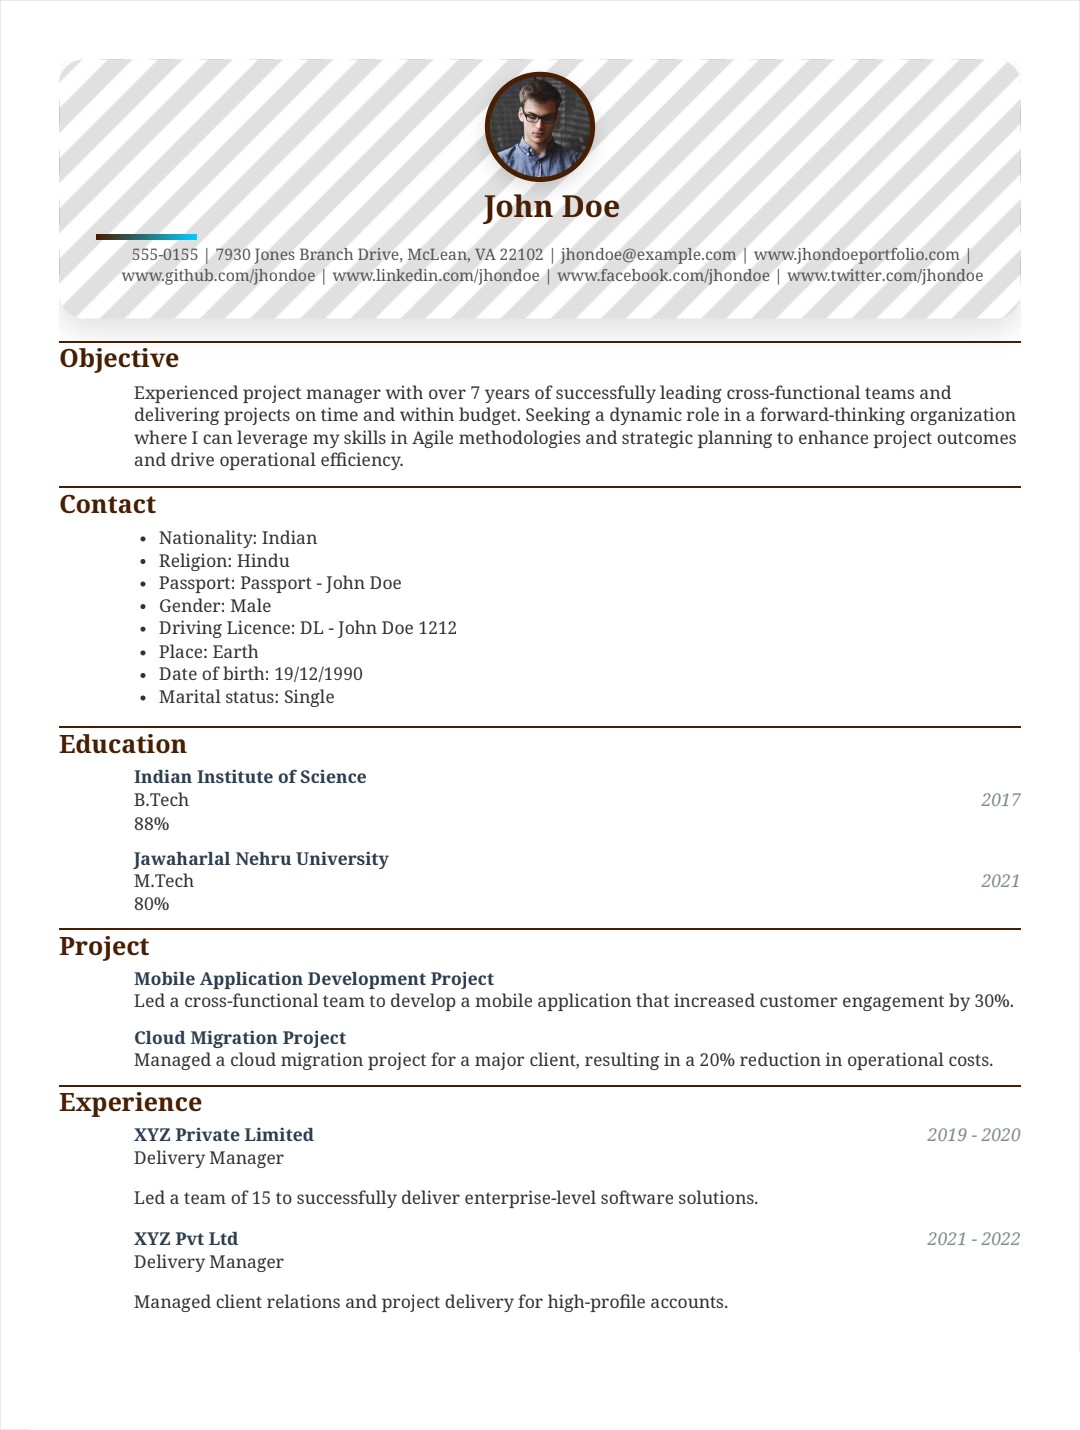 John Doe
555-0155 | 7930 Jones Branch Drive, McLean, VA 22102 | jhondoe@example.com | www.jhondoeportfolio.com |
www.github.com/jhondoe | www.linkedin.com/jhondoe | www.facebook.com/jhondoe | www.twitter.com/jhondoe
Objective
Experienced project manager with over 7 years of successfully leading cross-functional teams and
delivering projects on time and within budget. Seeking a dynamic role in a forward-thinking organization
where I can leverage my skills in Agile methodologies and strategic planning to enhance project outcomes
and drive operational efficiency.
Contact
• Nationality: Indian
• Religion: Hindu
• Passport: Passport - John Doe
• Gender: Male
• Driving Licence: DL - John Doe 1212
• Place: Earth
• Date of birth: 19/12/1990
• Marital status: Single
Education
Indian Institute of Science
B.Tech 2017
88%
Jawaharlal Nehru University
M.Tech 2021
80%
Project
Mobile Application Development Project
Led a cross-functional team to develop a mobile application that increased customer engagement by 30%.
Cloud Migration Project
Managed a cloud migration project for a major client, resulting in a 20% reduction in operational costs.
Experience
XYZ Private Limited 2019 - 2020
Delivery Manager
Led a team of 15 to successfully deliver enterprise-level software solutions.
XYZ Pvt Ltd 2021 - 2022
Delivery Manager
Managed client relations and project delivery for high-profile accounts.